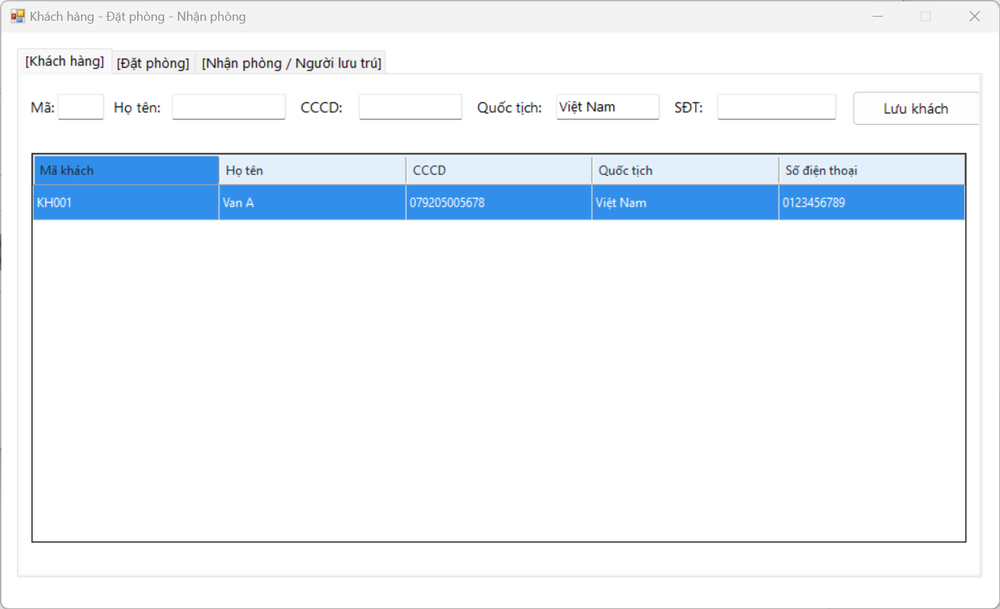 Khách hàng - Đặt phòng - Nhận phòng
[Khách hàng] [Đặt phòng] [Nhận phòng / Người lưu trú]
Mã: Họ tên: CCCD: Quốc tịch: Việt Nam SĐT: Lưu khách
Mã khách Họ tên CCCD Quốc tịch Số điện thoại
KH001 Van A 079205005678 Việt Nam 0123456789